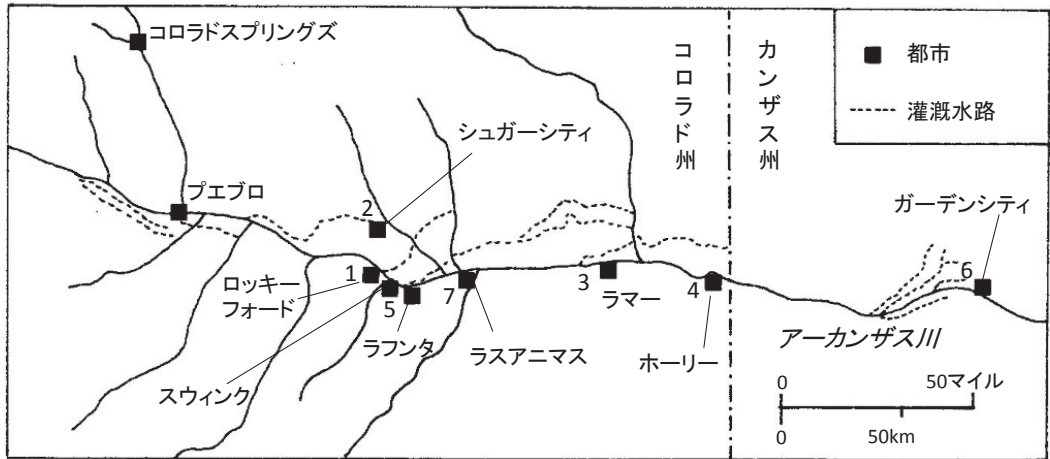 コロラドスプリングズ
コロラド州
カンザス州
都市
灌漑水路
シュガーシティ
プエブロ
2
ガーデンシティ
ロッキー
フォード
1
5
7
3
4
6
ラマー
ラフンタ
ラスアニマス
ホーリー
スウィンク
アーカンザス///
0
50マイル
0
50km